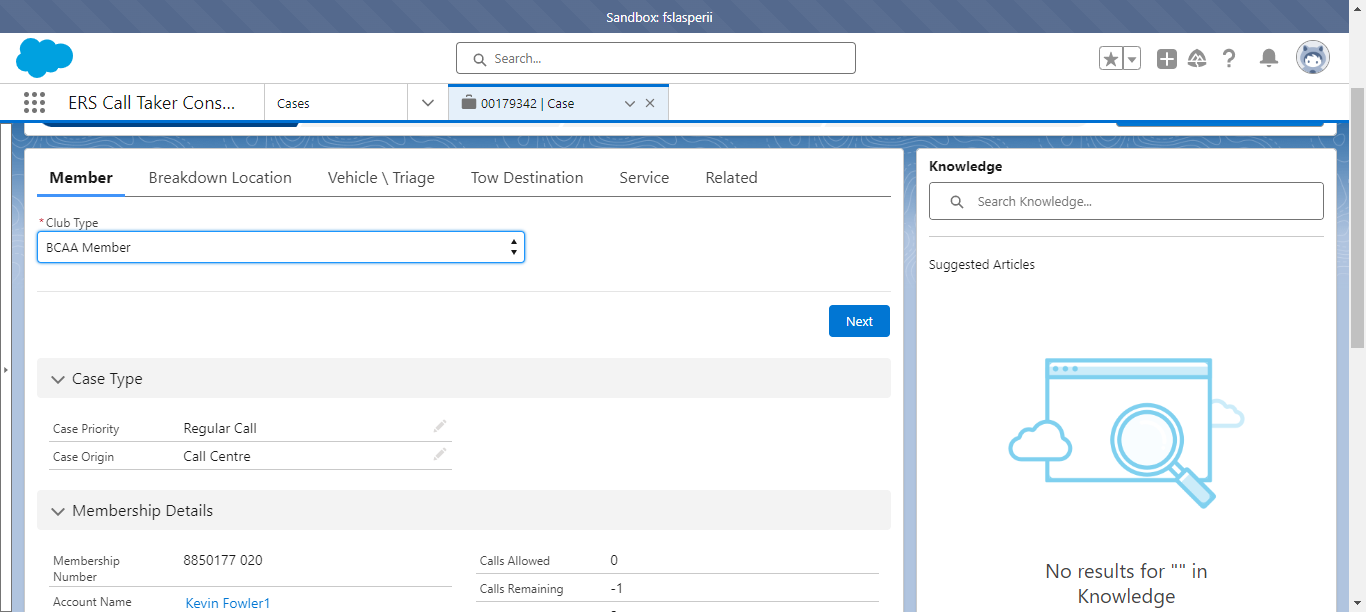 Sandbox: fslasperii
Search...
ERS Call Taker Cons...
Cases
00179342 | Case
Member
Breakdown Location
Vehicle \ Triage
Tow Destination
Service
Related
*Club Type
BCAA Member
Next
Case Type
Case Priority
Regular Call
Case Origin
Call Centre
Membership Details
Membership
Number
8850177 020
Account Name
Kevin Fowler1
Calls Allowed
0
Calls Remaining
-1
Knowledge
Search Knowledge...
Suggested Articles
No results for "" in
Knowledge